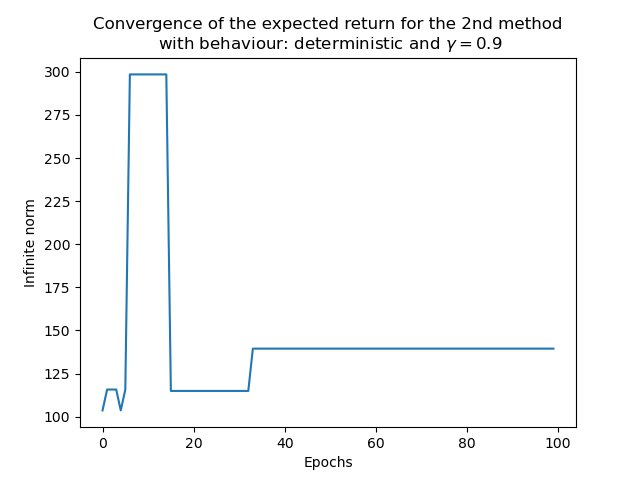 Convergence of the expected return for the 2nd method
with behaviour: deterministic and γ = 0.9
300
275
250
225
200
175
150
125
100
Infinite norm
0 20 40 60 80 100
Epochs